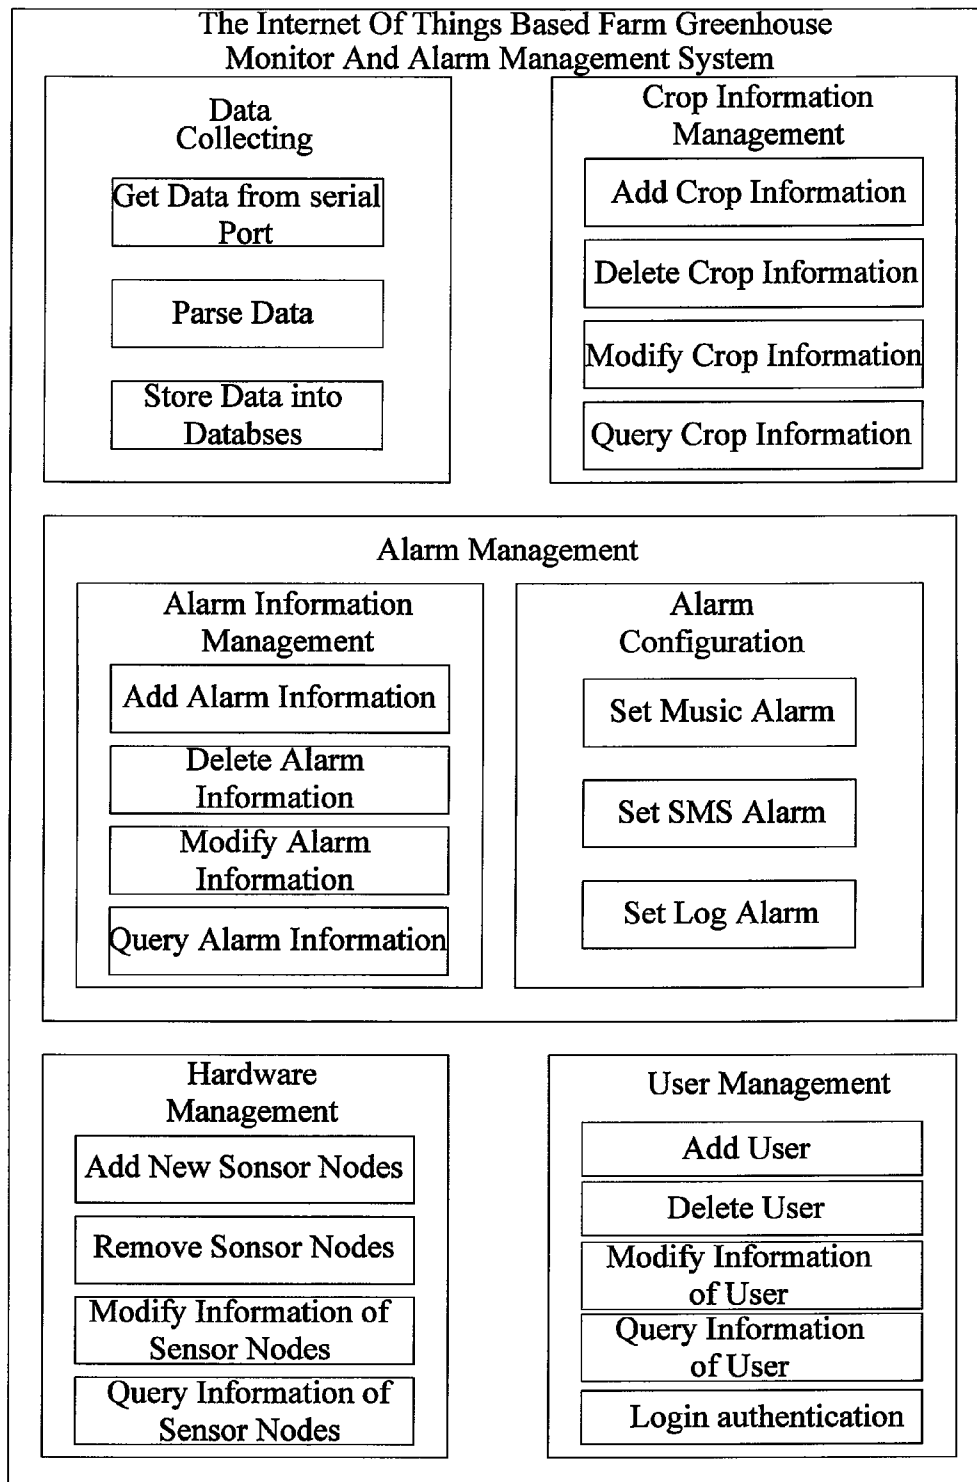 The Internet Of Things Based Farm Greenhouse
Monitor And Alarm Management System
Data
Collecting
Get Data from serial
Port
Parse Data
Store Data into
Databses
Crop Information
Management
Add Crop Information
Delete Crop Information
Modify Crop Information
Query Crop Information
Alarm Management
Alarm Information
Management
Add Alarm Information
Delete Alarm
Information
Modify Alarm
Information
Query Alarm Information
Alarm
Configuration
Set Music Alarm
Set SMS Alarm
Set Log Alarm
Hardware
Management
Add New Sonsor Nodes
Remove Sonsor Nodes
Modify Information of
Sensor Nodes
Query Information of
Sensor Nodes
User Management
Add User
Delete User
Modify Information
of User
Query Information
of User
Login authentication